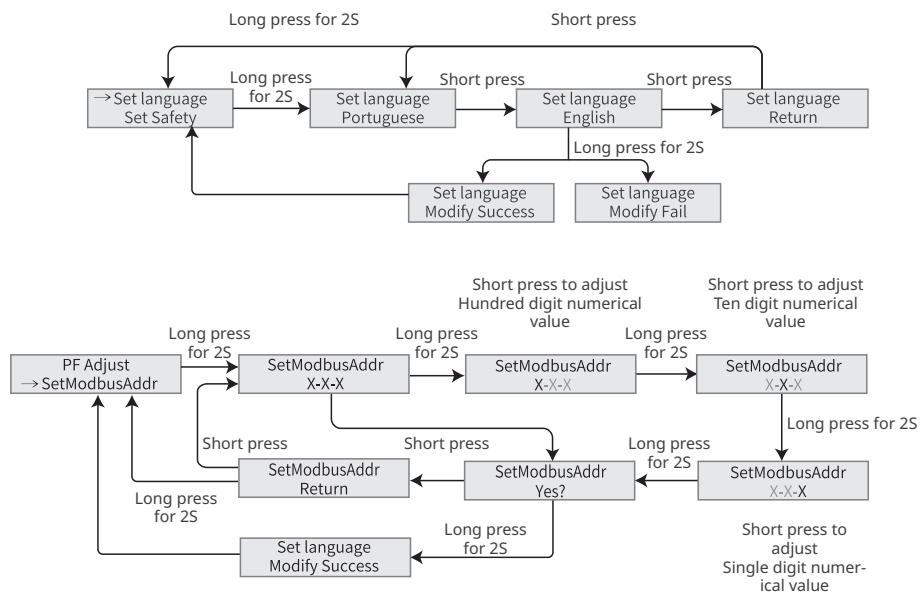 Long press for 2S
Short press
→Set language
Set Safety
Long press
for 2S
Set language
Portuguese
Short press
Set language
English
Short press
Set language
Return
Long press for 2S
Set language
Modify Success
Set language
Modify Fail
Short press to adjust
Hundred digit numerical
value
Short press to adjust
Ten digit numerical
value
PF Adjust
→SetModbusAddr
Long press
for 2S
SetModbusAddr
X-X-X
Long press
for 2S
SetModbusAddr
X-X-X
Long press
for 2S
SetModbusAddr
X-X-X
Long press for 2S
Short press
SetModbusAddr
Return
Short press
SetModbusAddr
Yes?
Long press
for 2S
SetModbusAddr
X-X-X
Long press
for 2S
Set language
Modify Success
Long press
for 2S
Short press to
adjust
Single digit numer-
ical value